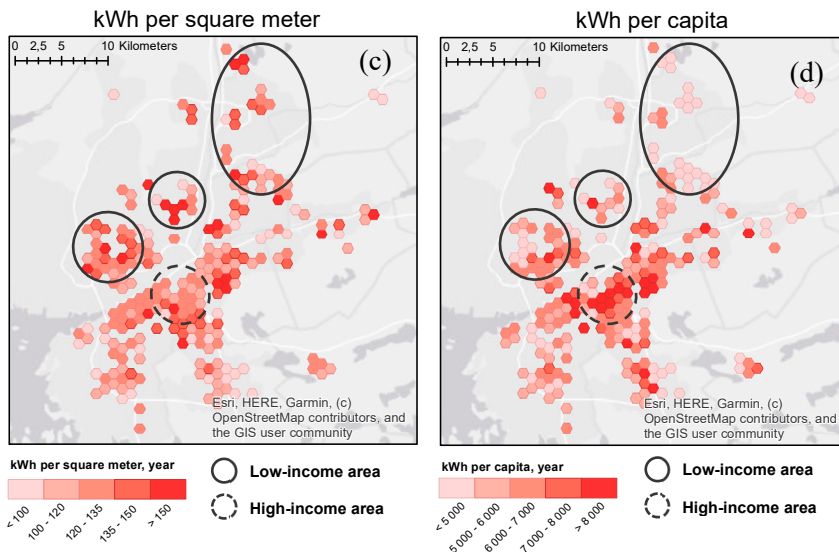 kWh per square meter
0 2,5 5 10 Kilometers
(c)
Esri, HERE, Garmin, (c)
OpenStreetMap contributors, and
the GIS user community
kWh per square meter, year
< 100
100 - 120
120 - 135
135 - 150
> 150
Low-income area
High-income area
kWh per capita
0 2,5 5 10 Kilometers
(d)
Esri, HERE, Garmin, (c)
OpenStreetMap contributors, and
the GIS user community
kWh per capita, year
< 5 000
5 000 - 6 000
6 000 - 7 000
7 000 - 8 000
> 8 000
Low-income area
High-income area